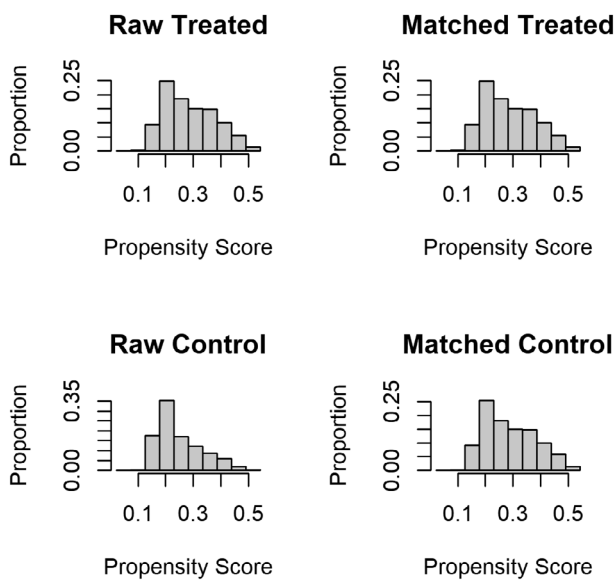 Raw Treated
Proportion
0.25
0.00
0.1 0.3 0.5
Propensity Score
Matched Treated
Proportion
0.25
0.00
0.1 0.3 0.5
Propensity Score
Raw Control
Proportion
0.35
0.00
0.1 0.3 0.5
Propensity Score
Matched Control
Proportion
0.25
0.00
0.1 0.3 0.5
Propensity Score